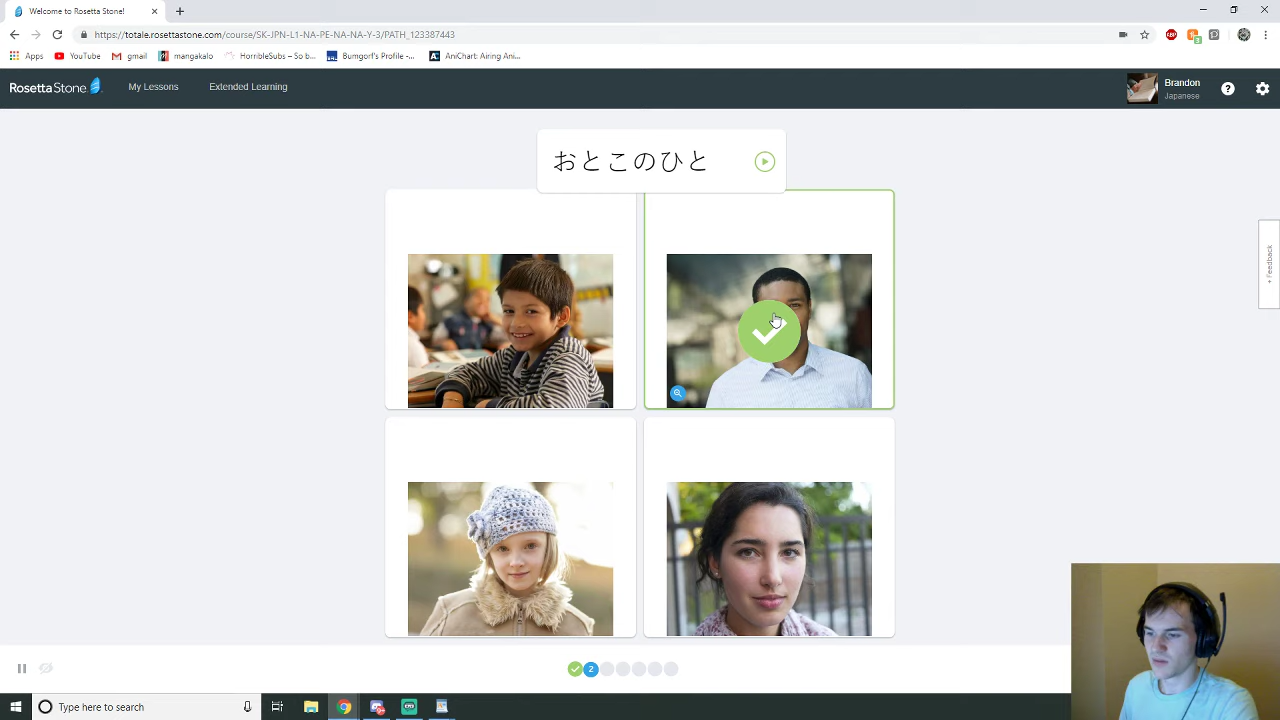 Welcome to Rosetta Stone!
https://totale.rosettastone.com/course/SK-JPN-L1-NA-PE-NA-NA-Y-3/PATH_123387443
Apps YouTube gmail mangakalo HorribleSubs – So b... Bumgorf's Profile -... AniChart: Airing Ani...
RosettaStone My Lessons Extended Learning
Brandon
Japanese
おとこのひと
+ Feedback
2
Type here to search